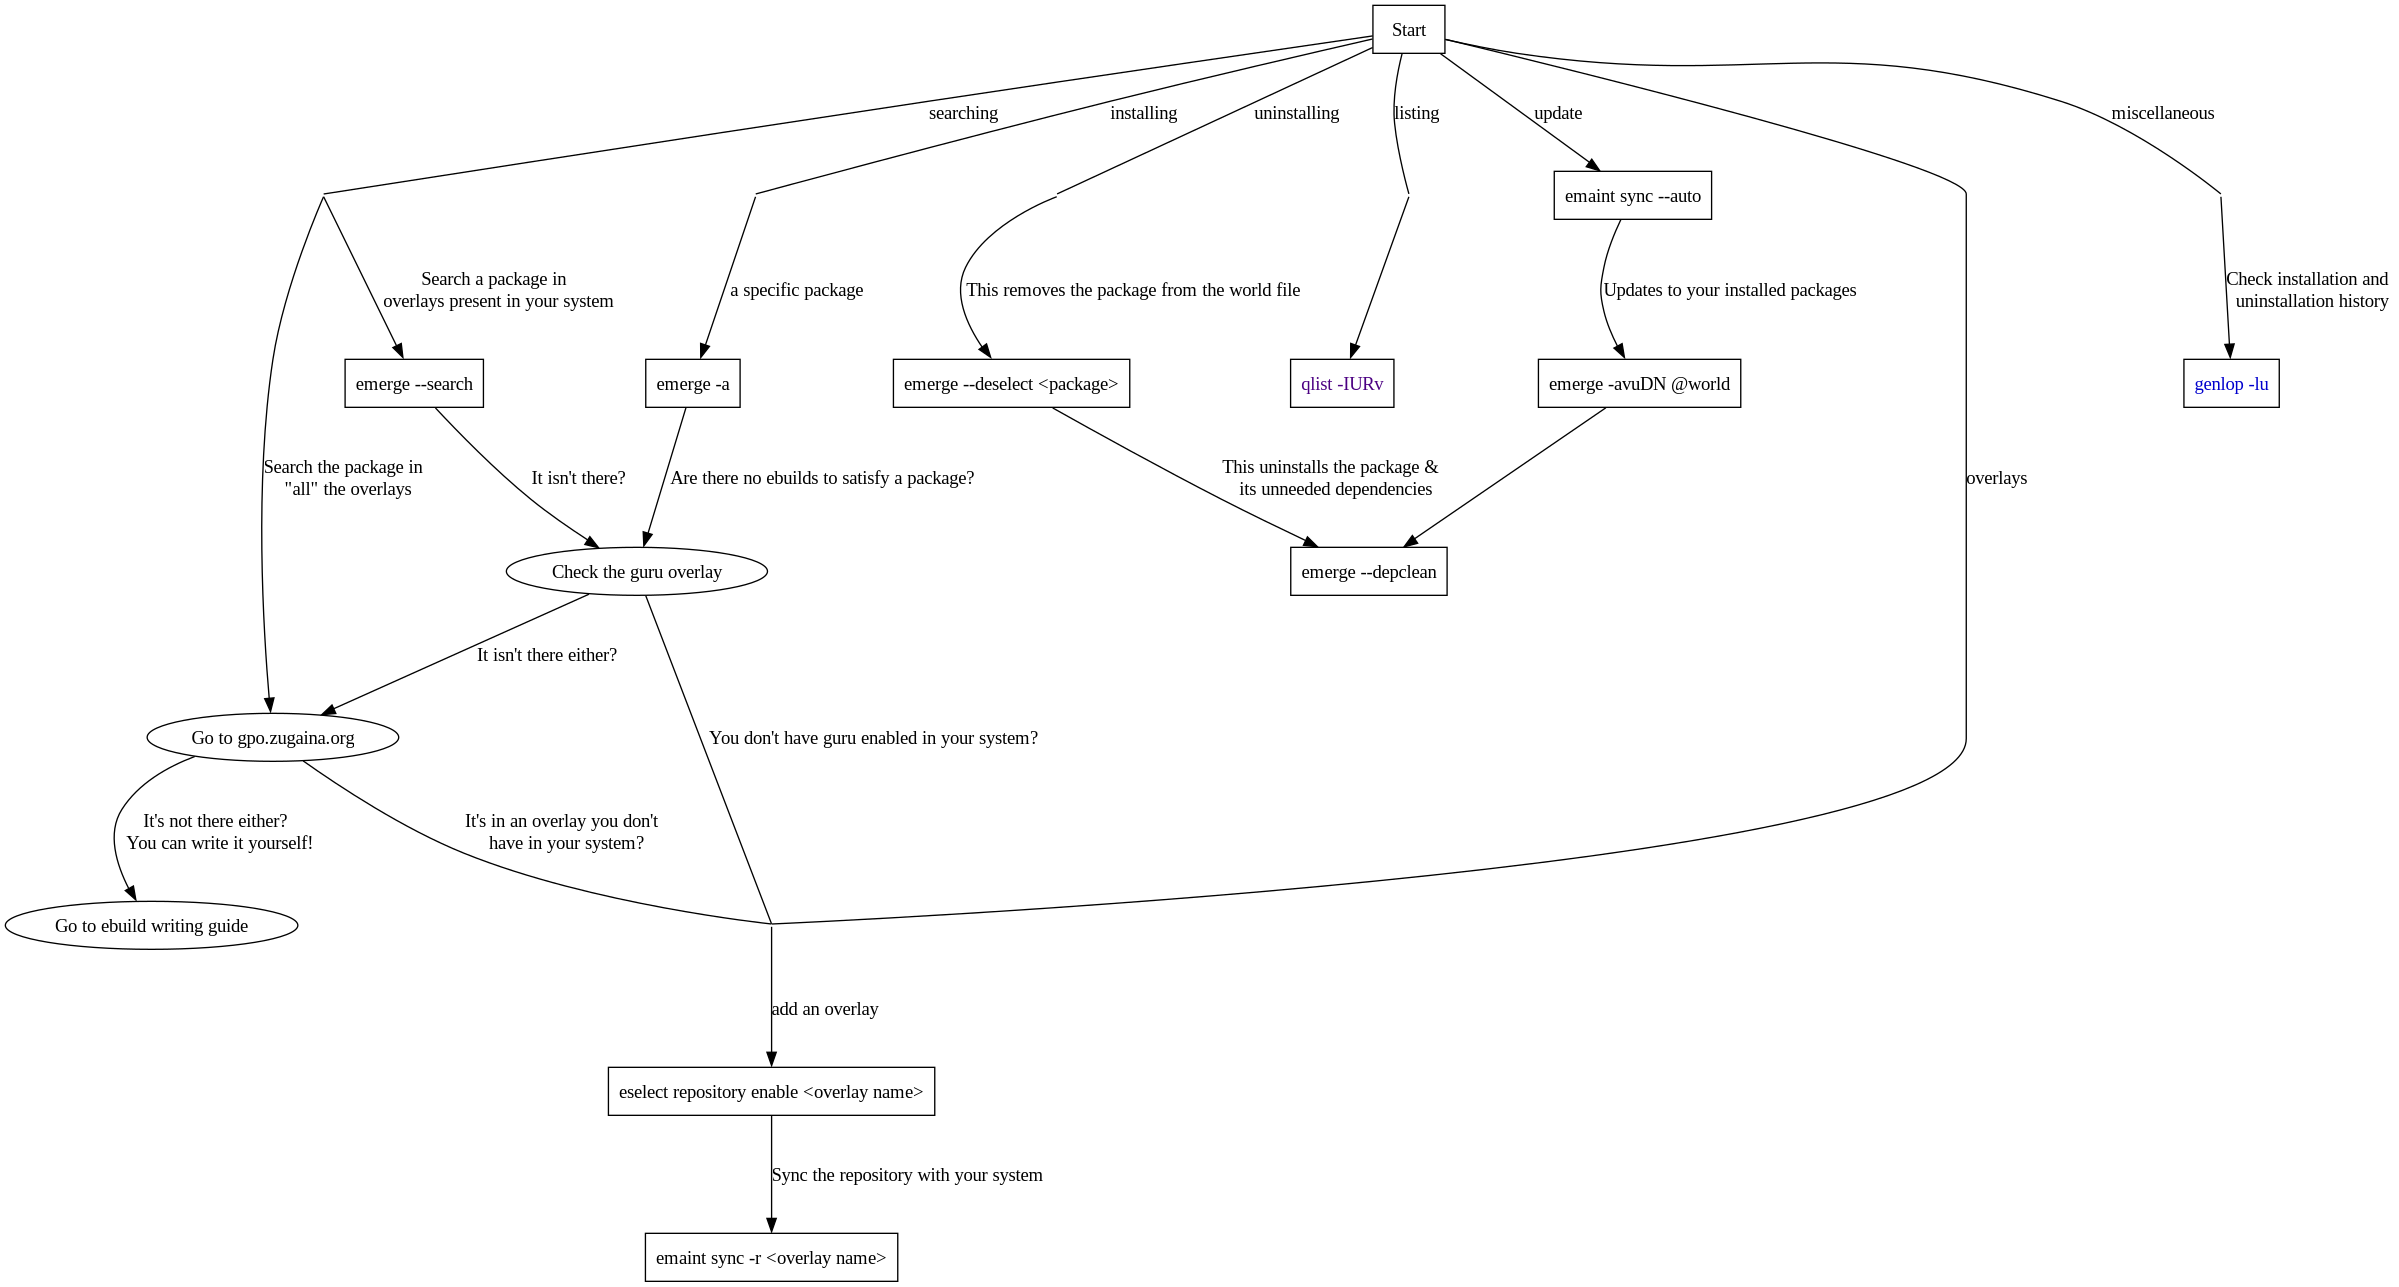 Start
searching
installing
uninstalling
listing
update
miscellaneous
emaint sync --auto
Search a package in
overlays present in your system
a specific package
This removes the package from the world file
Updates to your installed packages
Check installation and
uninstallation history
emerge --search
emerge -a
emerge --deselect <package>
qlist -IURv
emerge -avuDN @world
genlop -lu
Search the package in
"all" the overlays
It isn't there?
Are there no ebuilds to satisfy a package?
This uninstalls the package &
its unneeded dependencies
overlays
Check the guru overlay
emerge --depclean
It isn't there either?
Go to gpo.zugaina.org
You don't have guru enabled in your system?
It's not there either?
You can write it yourself!
It's in an overlay you don't
have in your system?
Go to ebuild writing guide
add an overlay
eselect repository enable <overlay name>
Sync the repository with your system
emaint sync -r <overlay name>